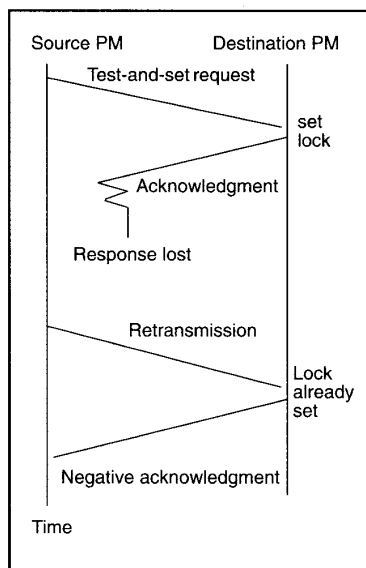 Source PM
Destination PM
Test-and-set request
set
lock
Acknowledgment
Response lost
Retransmission
Lock
already
set
Negative acknowledgment
Time